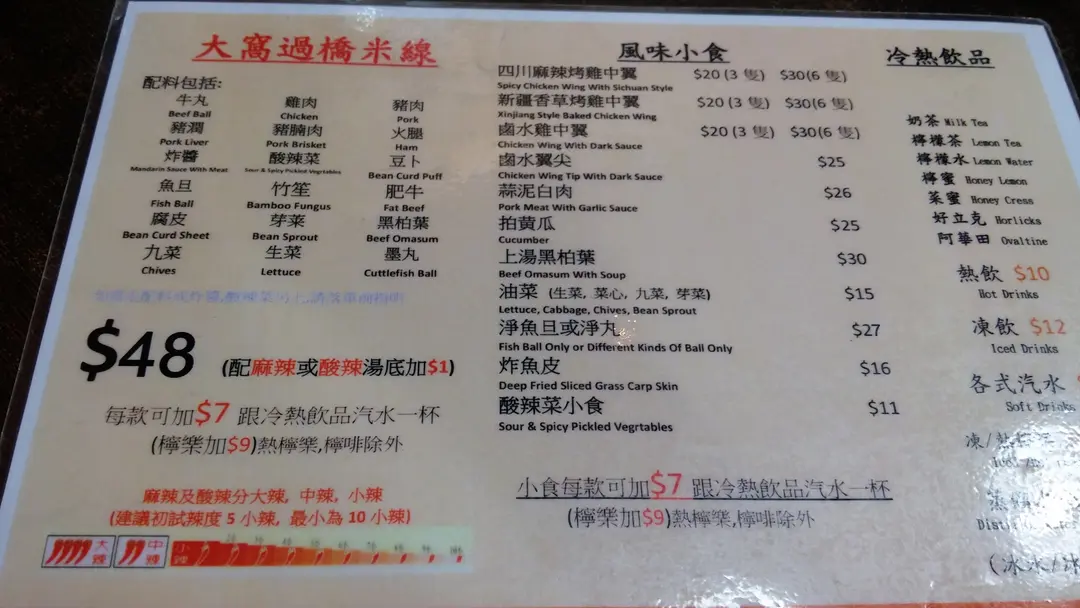 大窩過橋米線
配料包括:
牛丸 雞肉 豬肉
Beef Ball Chicken Pork
豬潤 豬腩肉 火腿
Pork Liver Pork Brisket Ham
炸醬 酸辣菜 豆卜
Mandarin Sauce With Meat Sour & Spicy Pickled Vegrtables Bean Curd Puff
魚旦 竹笙 肥牛
Fish Ball Bamboo Fungus Fat Beef
腐皮 芽菜 黑柏葉
Bean Curd Sheet Bean Sprout Beef Omasum
九菜 生菜 墨丸
Chives Lettuce Cuttlefish Ball
$48 (配麻辣或酸辣湯底加$1)
每款可加$7 跟冷熱飲品汽水一杯
(檸樂加$9)熱檸樂,檸啡除外
麻辣及酸辣分大辣, 中辣, 小辣
(建議初試辣度 5 小辣, 最小為 10 小辣)
大辣 中辣 小辣
風味小食
四川麻辣烤雞中翼 $20 (3 隻) $30(6 隻)
Spicy Chicken Wing With Sichuan Style
新疆香草烤雞中翼 $20 (3 隻) $30(6 隻)
Xinjiang Style Baked Chicken Wing
鹵水雞中翼 $20 (3 隻) $30(6 隻)
Chicken Wing With Dark Sauce
鹵水翼尖 $25
Chicken Wing Tip With Dark Sauce
蒜泥白肉 $26
Pork Meat With Garlic Sauce
拍黃瓜 $25
Cucumber
上湯黑柏葉 $30
Beef Omasum With Soup
油菜 (生菜, 菜心, 九菜, 芽菜) $15
Lettuce, Cabbage, Chives, Bean Sprout
淨魚旦或淨丸 $27
Fish Ball Only or Different Kinds Of Ball Only
炸魚皮 $16
Deep Fried Sliced Grass Carp Skin
酸辣菜小食 $11
Sour & Spicy Pickled Vegrtables
小食每款可加$7 跟冷熱飲品汽水一杯
(檸樂加$9)熱檸樂,檸啡除外
冷熱飲品
奶茶 Milk Tea
檸檬茶 Lemon Tea
檸檬水 Lemon Water
檸蜜 Honey Lemon
菜蜜 Honey Cress
好立克 Horlicks
阿華田 Ovaltine
熱飲 $10
Hot Drinks
凍飲 $12
Iced Drinks
各式汽水
Soft Drinks
凍/熱